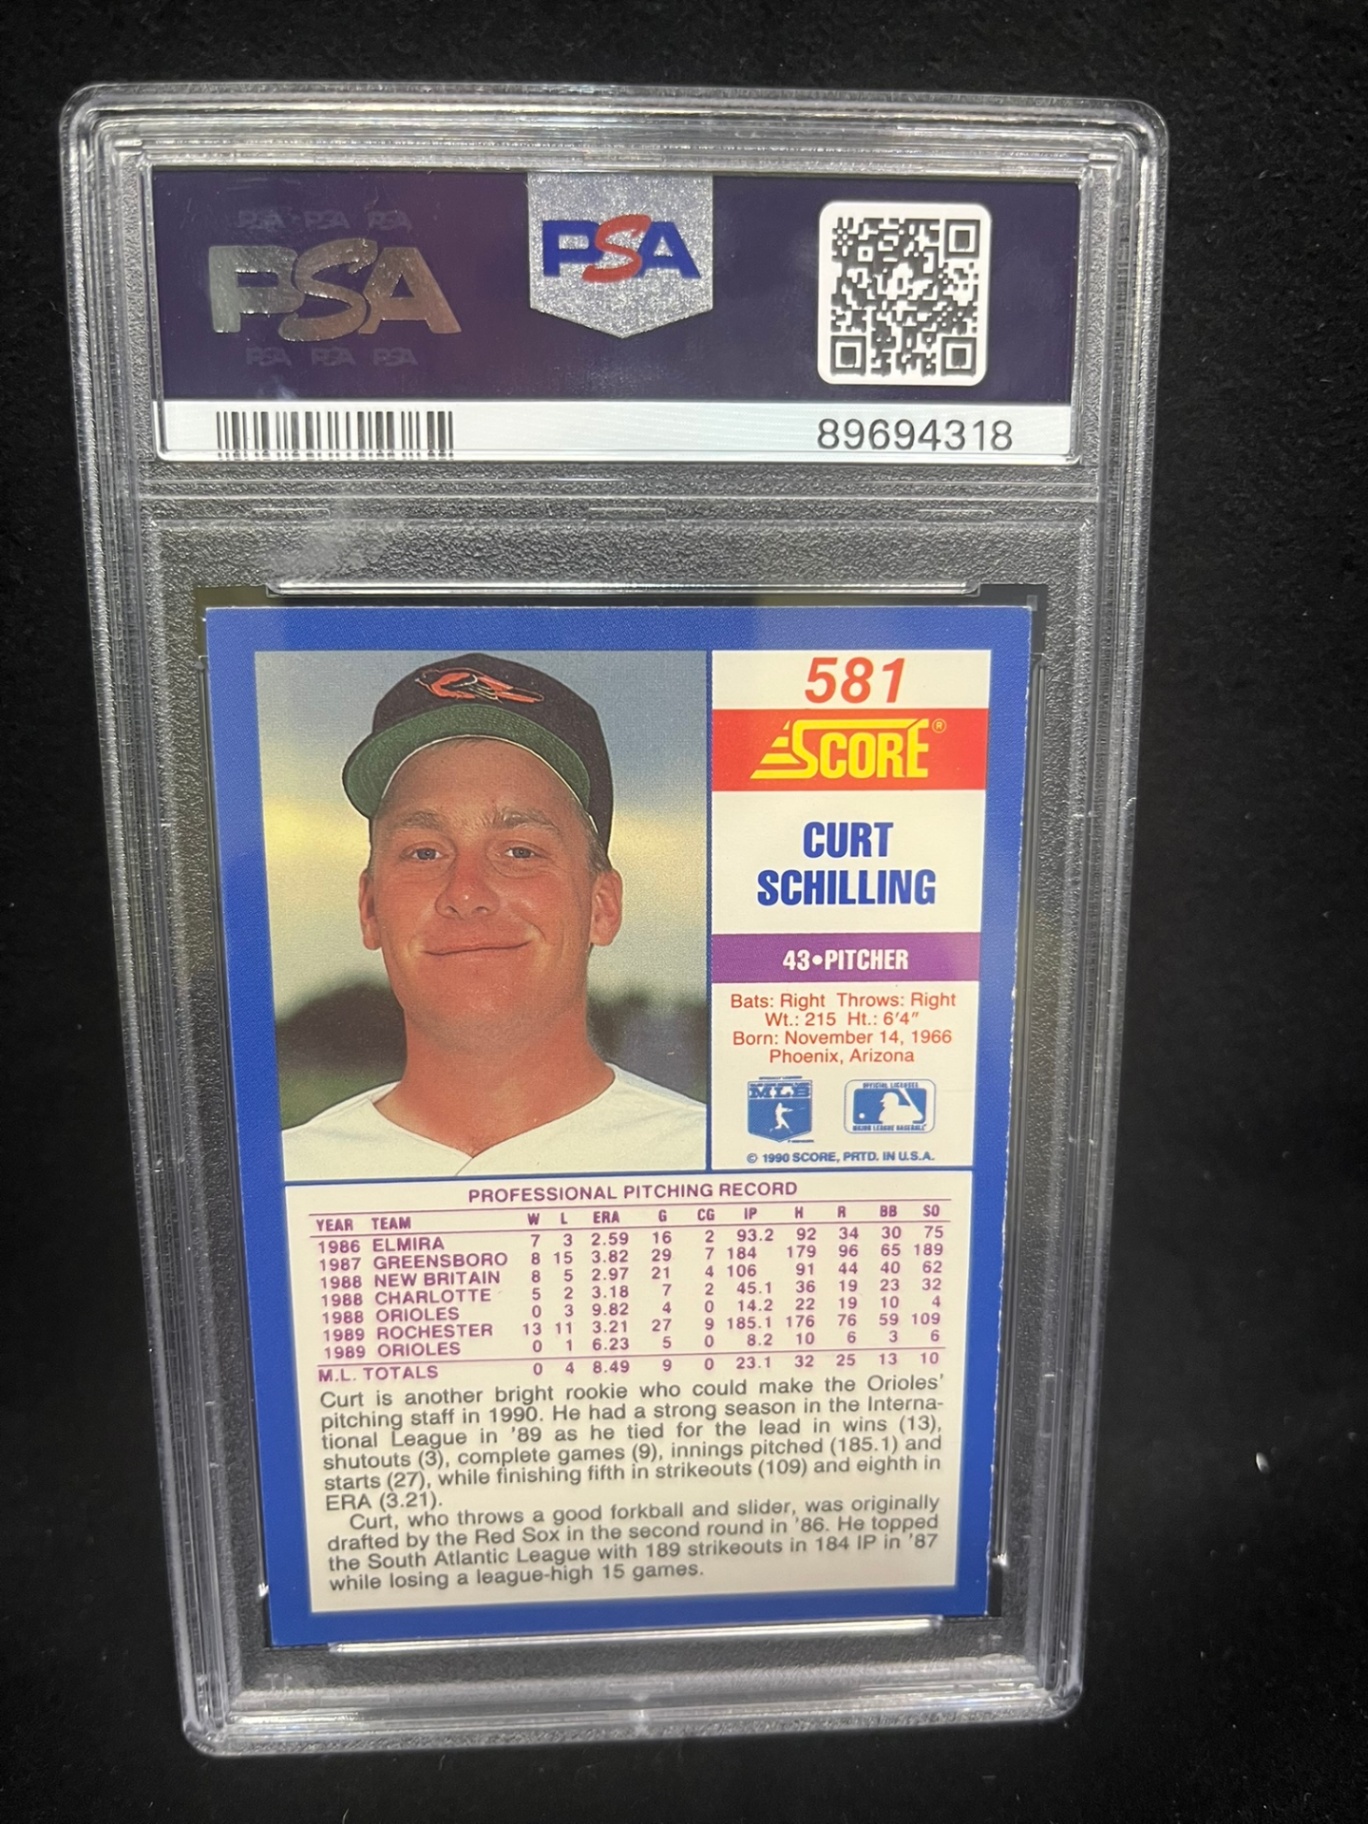 PSA PSA PSA
PSA
PSA PSA PSA
PSA
89694318
581
SCORE®
CURT
SCHILLING
43•PITCHER
Bats: Right Throws: Right
Wt.: 215 Ht.: 6'4"
Born: November 14, 1966
Phoenix, Arizona
MLB
OFFICIAL LICENSEE
MAJOR LEAGUE BASEBALL
© 1990 SCORE, PRTD. IN U.S.A.
PROFESSIONAL PITCHING RECORD
YEAR TEAM W L ERA G CG IP H R BB SO
1986 ELMIRA 7 3 2.59 16 2 93.2 92 34 30 75
1987 GREENSBORO 8 15 3.82 29 7 184 179 96 65 189
1988 NEW BRITAIN 8 5 2.97 21 4 106 91 44 40 62
1988 CHARLOTTE 5 2 3.18 7 2 45.1 36 19 23 32
1988 ORIOLES 0 3 9.82 4 0 14.2 22 19 10 4
1989 ROCHESTER 13 11 3.21 27 9 185.1 176 76 59 109
1989 ORIOLES 0 1 6.23 5 0 8.2 10 6 3 6
M.L. TOTALS 0 4 8.49 9 0 23.1 32 25 13 10
Curt is another bright rookie who could make the Orioles'
pitching staff in 1990. He had a strong season in the Interna-
tional League in '89 as he tied for the lead in wins (13),
shutouts (3), complete games (9), innings pitched (185.1) and
starts (27), while finishing fifth in strikeouts (109) and eighth in
ERA (3.21).
Curt, who throws a good forkball and slider, was originally
drafted by the Red Sox in the second round in '86. He topped
the South Atlantic League with 189 strikeouts in 184 IP in '87
while losing a league-high 15 games.